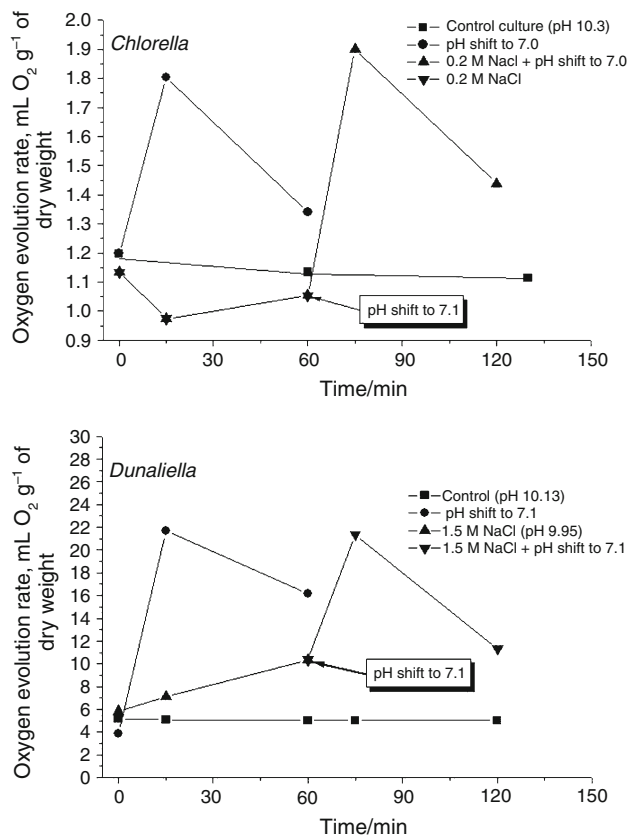 Chlorella
Control culture (pH 10.3)
pH shift to 7.0
0.2 M Nacl + pH shift to 7.0
0.2 M NaCl
Oxygen evolution rate, mL O₂ g⁻¹ of
dry weight
2.0
1.9
1.8
1.7
1.6
1.5
1.4
1.3
1.2
1.1
1.0
0.9
pH shift to 7.1
0 30 60 90 120 150
Time/min
Dunaliella
Control (pH 10.13)
pH shift to 7.1
1.5 M NaCl (pH 9.95)
1.5 M NaCl + pH shift to 7.1
Oxygen evolution rate, mL O₂ g⁻¹ of
dry weight
30
28
26
24
22
20
18
16
14
12
10
8
6
4
2
0
pH shift to 7.1
0 30 60 90 120 150
Time/min